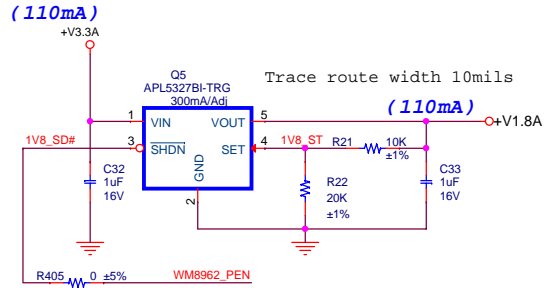 (110mA)
+V3.3A
Q5
APL5327BI-TRG
300mA/Adj
Trace route width 10mils
(110mA)
1
VIN
VOUT
5
+V1.8A
1V8_SD#
3
SHDN
SET
4
1V8_ST
R21
10K
±1%
GND
2
C32
1uF
16V
R22
20K
±1%
C33
1uF
16V
R405
0
±5%
WM8962_PEN